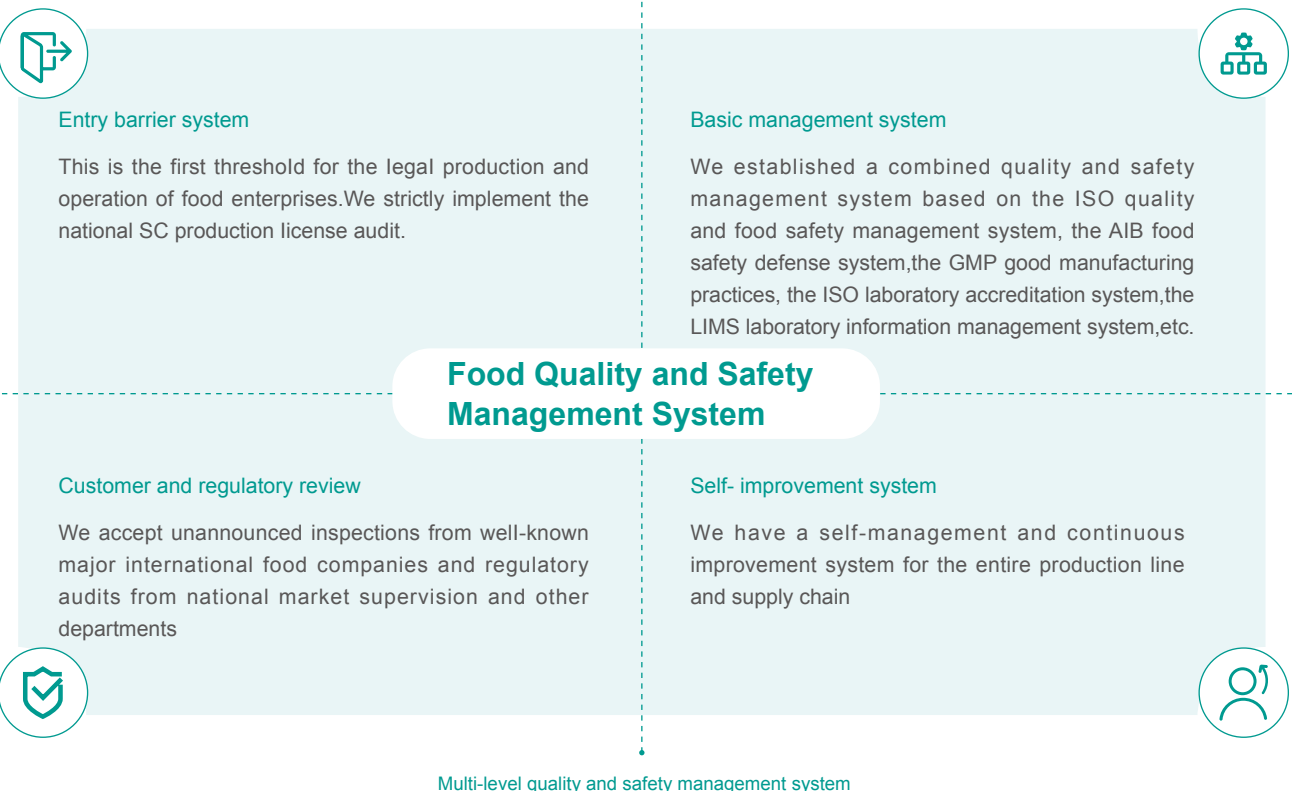 Entry barrier system
This is the first threshold for the legal production and
operation of food enterprises.We strictly implement the
national SC production license audit.
Basic management system
We established a combined quality and safety
management system based on the ISO quality
and food safety management system, the AIB food
safety defense system,the GMP good manufacturing
practices, the ISO laboratory accreditation system,the
LIMS laboratory information management system,etc.
Food Quality and Safety
Management System
Customer and regulatory review
We accept unannounced inspections from well-known
major international food companies and regulatory
audits from national market supervision and other
departments
Self- improvement system
We have a self-management and continuous
improvement system for the entire production line
and supply chain
Multi-level quality and safety management system